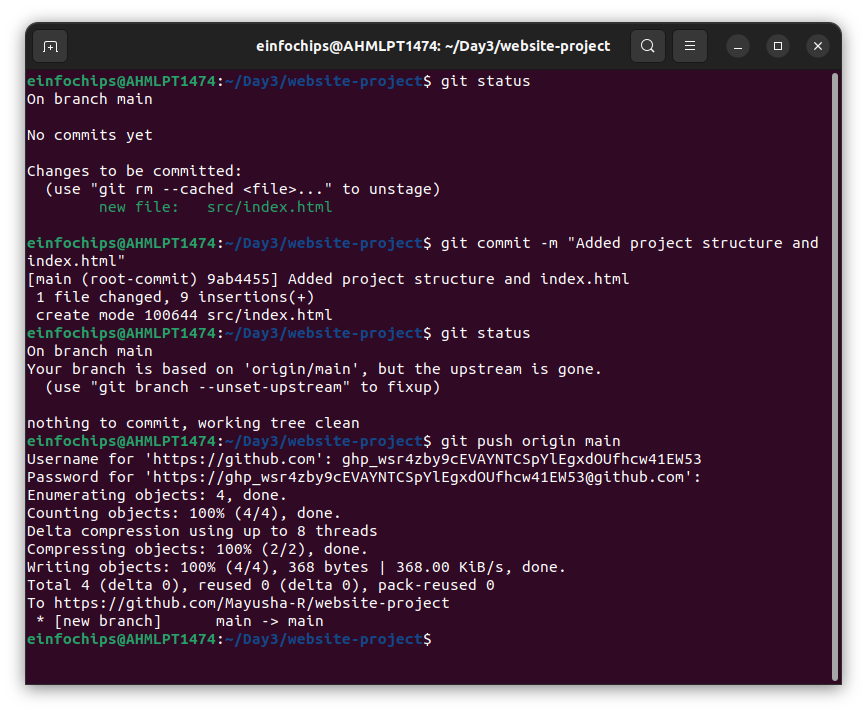 einfochips@AHMLPT1474: ~/Day3/website-project
einfochips@AHMLPT1474:~/Day3/website-project$ git status
On branch main
No commits yet
Changes to be committed:
(use "git rm --cached <file>..." to unstage)
new file: src/index.html
einfochips@AHMLPT1474:~/Day3/website-project$ git commit -m "Added project structure and
index.html"
[main (root-commit) 9ab4455] Added project structure and index.html
1 file changed, 9 insertions(+)
create mode 100644 src/index.html
einfochips@AHMLPT1474:~/Day3/website-project$ git status
On branch main
Your branch is based on 'origin/main', but the upstream is gone.
(use "git branch --unset-upstream" to fixup)
nothing to commit, working tree clean
einfochips@AHMLPT1474:~/Day3/website-project$ git push origin main
Username for 'https://github.com': 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
Password for 'https://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@github.com':
Enumerating objects: 4, done.
Counting objects: 100% (4/4), done.
Delta compression using up to 8 threads
Compressing objects: 100% (2/2), done.
Writing objects: 100% (4/4), 368 bytes | 368.00 KiB/s, done.
Total 4 (delta 0), reused 0 (delta 0), pack-reused 0
To https://github.com/Mayusha-R/website-project
* [new branch] main -> main
einfochips@AHMLPT1474:~/Day3/website-project$